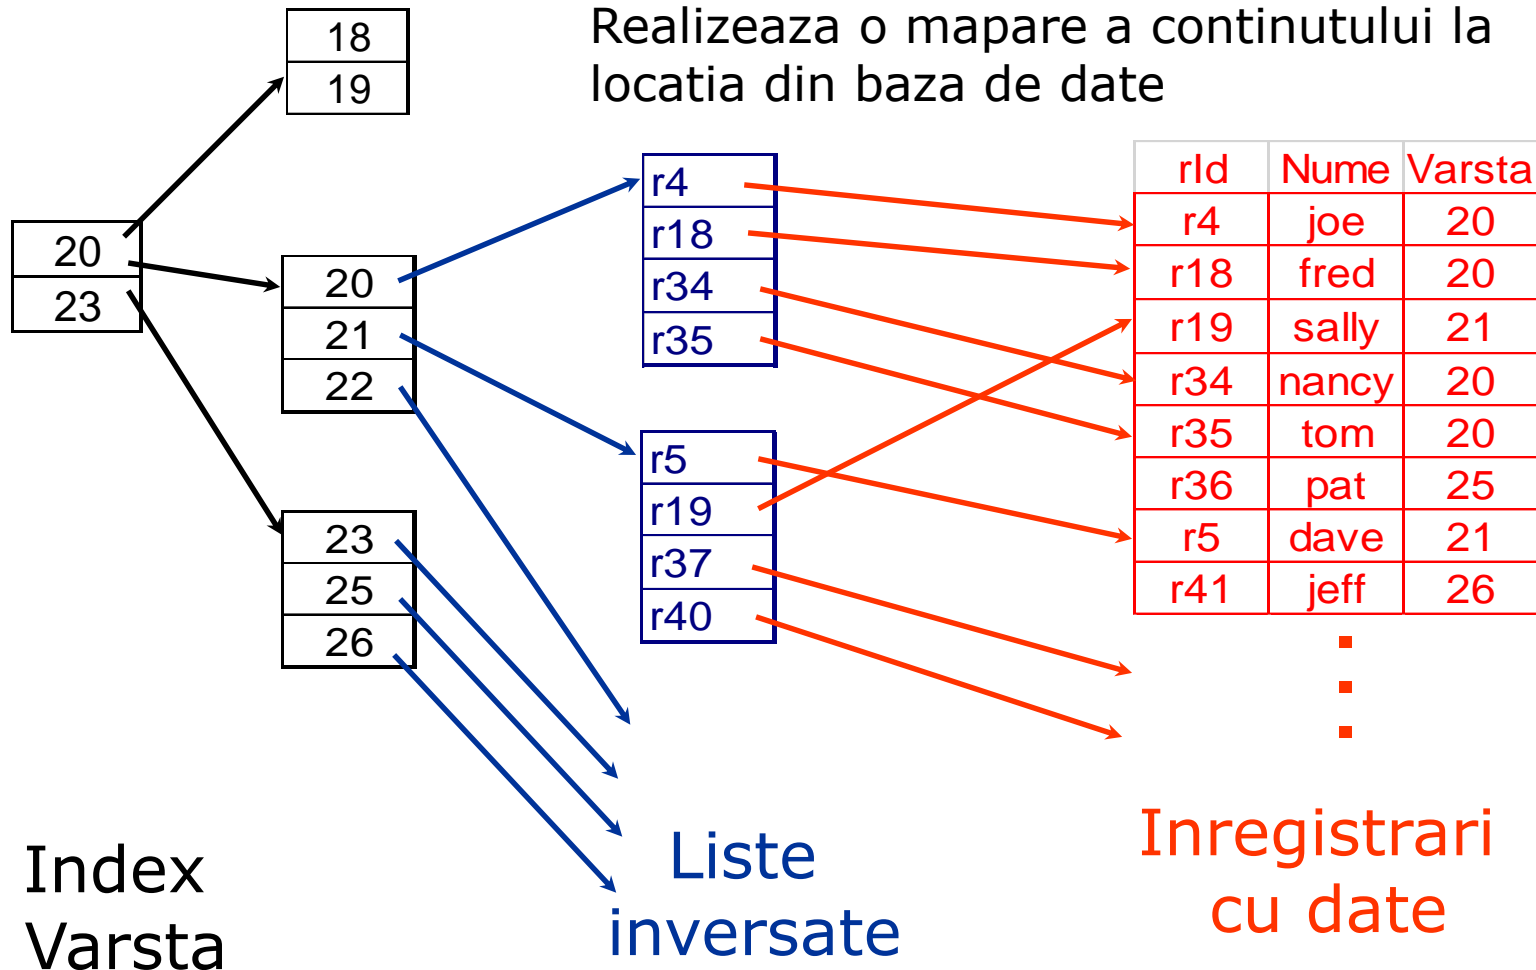 Realizeaza o mapare a continutului la
locatia din baza de date
18
19
20
23
20
21
22
23
25
26
r4
r18
r34
r35
r5
r19
r37
r40
rId Nume Varsta
r4 joe 20
r18 fred 20
r19 sally 21
r34 nancy 20
r35 tom 20
r36 pat 25
r5 dave 21
r41 jeff 26
Index
Varsta
Liste
inversate
Inregistrari
cu date